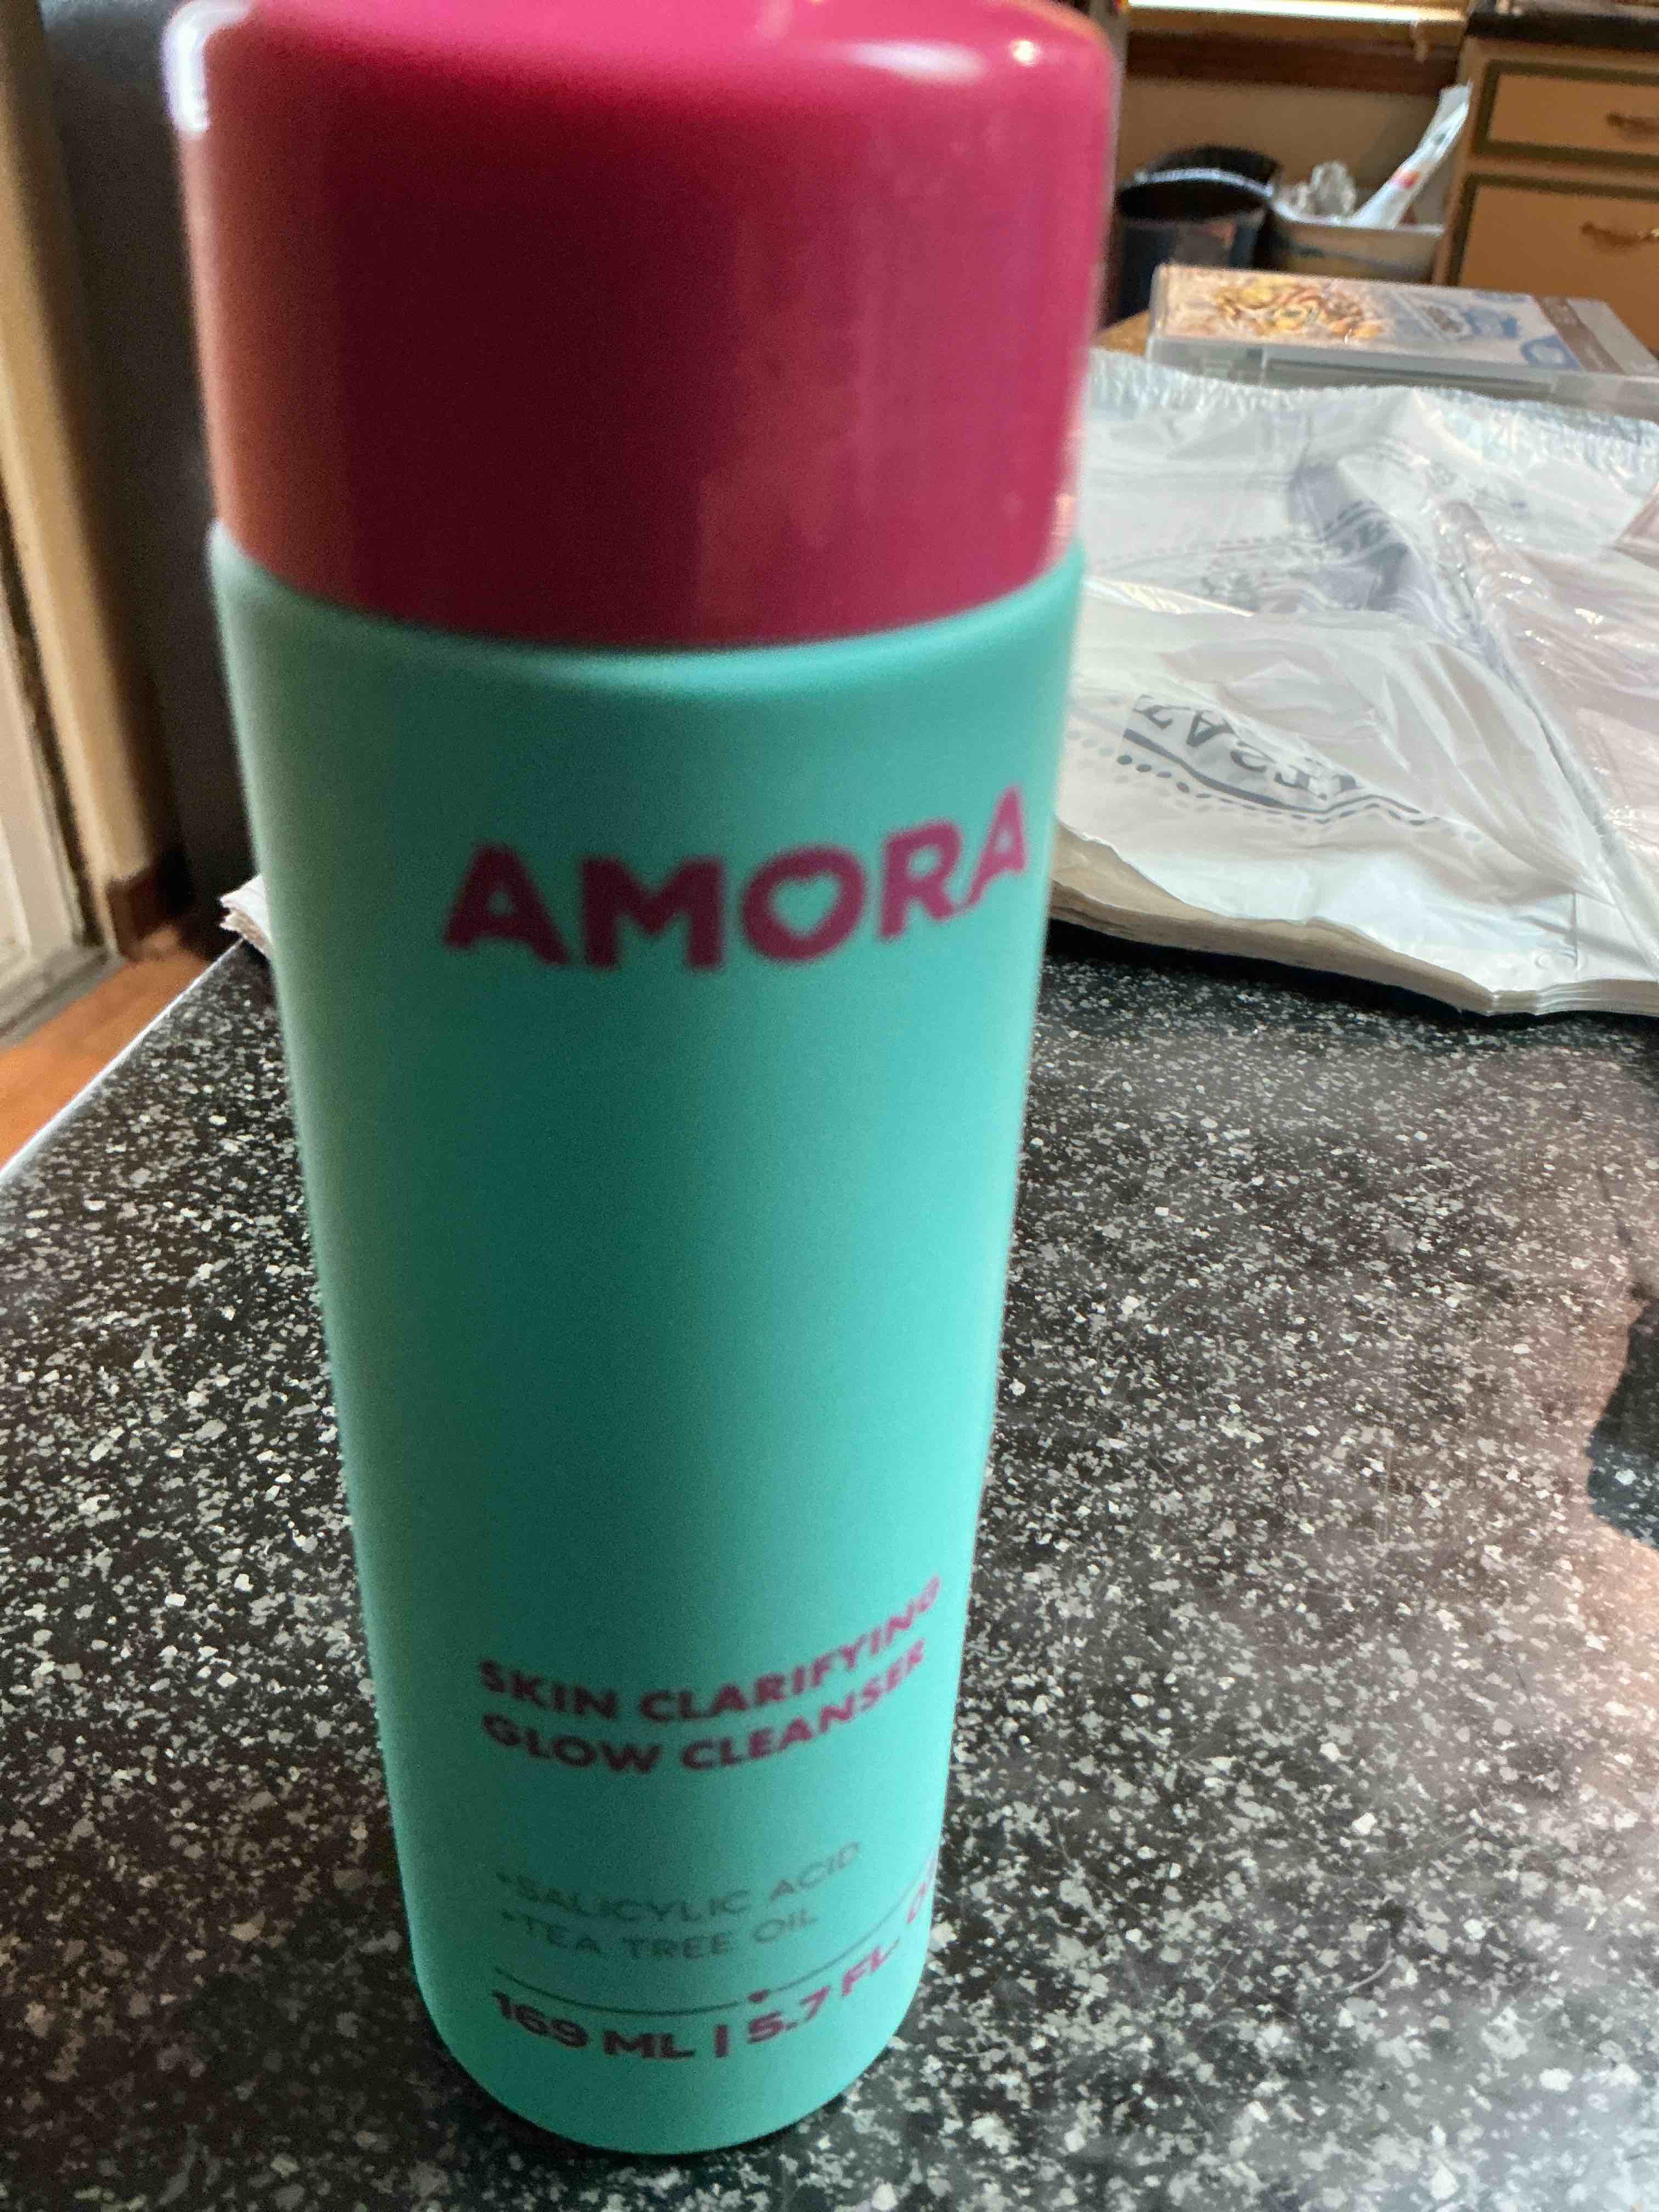 AMORA
SKIN CLARIFYING
GLOW CLEANSER
+SALICYLIC ACID
+TEA TREE OIL
169 ML | 5.7 FL.